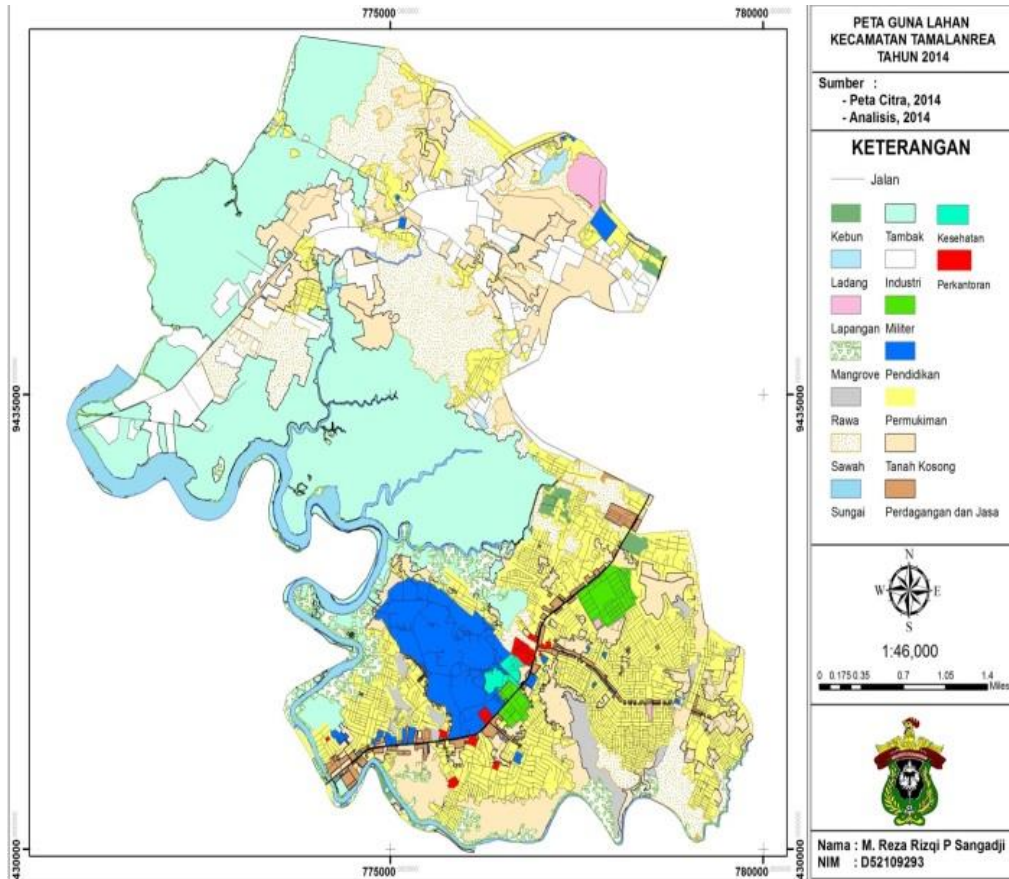 775000
780000
9435000
9435000
430000
430000
775000
780000
PETA GUNA LAHAN
KECAMATAN TAMALANREA
TAHUN 2014
Sumber :
- Peta Citra, 2014
- Analisis, 2014
KETERANGAN
Jalan
Kebun Tambak Kesehatan
Ladang Industri Perkantoran
Lapangan Militer
Mangrove Pendidikan
Rawa Permukiman
Sawah Tanah Kosong
Sungai Perdagangan dan Jasa
N
W E
S
1:46,000
0 0.175 0.35 0.7 1.05 1.4
Miles
Nama : M. Reza Rizqi P Sangadji
NIM : D52109293